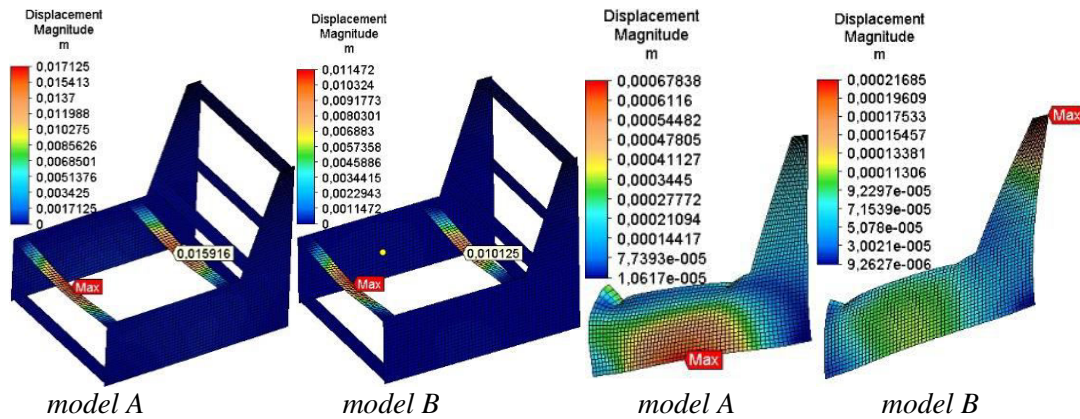 Displacement
Magnitude
m
0,017125
0,015413
0,0137
0,011988
0,010275
0,0085626
0,0068501
0,0051376
0,003425
0,0017125
0
0,015916
Max
model A
Displacement
Magnitude
m
0,011472
0,010324
0,0091773
0,0080301
0,006883
0,0057358
0,0045886
0,0034415
0,0022943
0,0011472
0
0,010125
Max
model B
Displacement
Magnitude
m
0,00067838
0,0006116
0,00054482
0,00047805
0,00041127
0,0003445
0,00027772
0,00021094
0,00014417
7,7393e-005
1,0617e-005
Max
model A
Displacement
Magnitude
m
0,00021685
0,00019609
0,00017533
0,00015457
0,00013381
0,00011306
9,2297e-005
7,1539e-005
5,078e-005
3,0021e-005
9,2627e-006
Max
model B